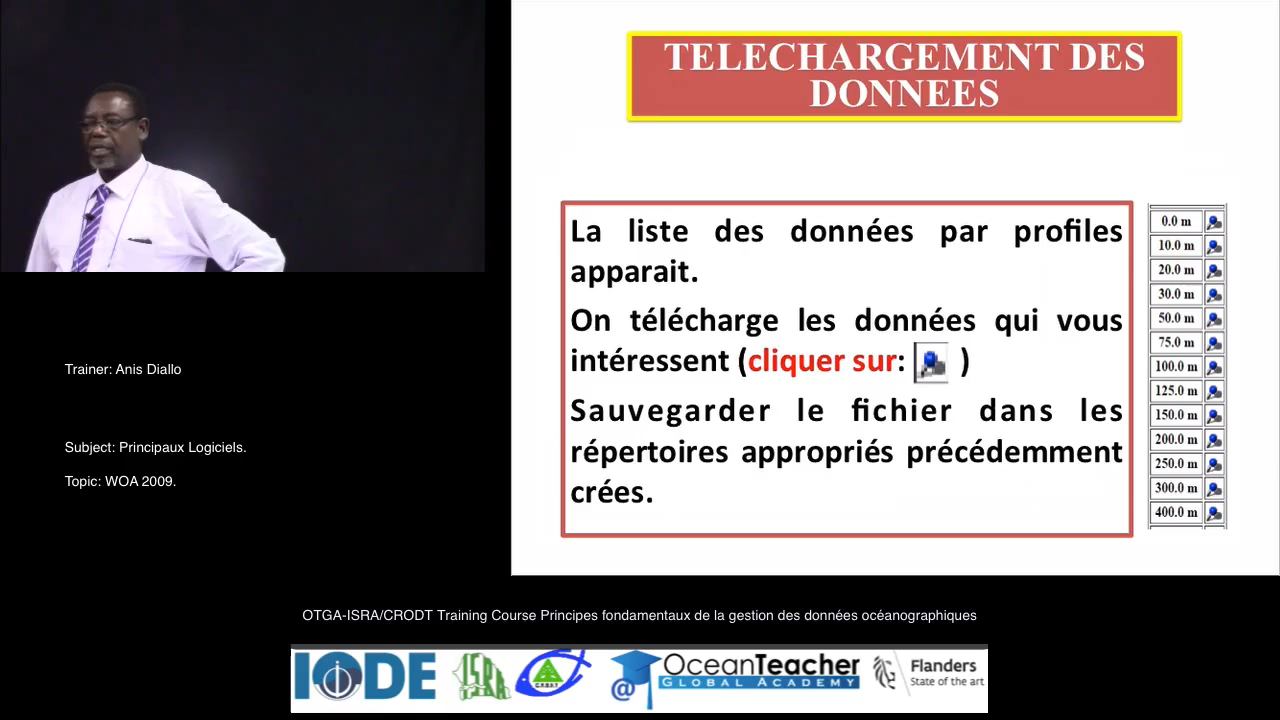 TELECHARGEMENT DES
DONNEES
La liste des données par profiles
apparait.
On télécharge les données qui vous
intéressent (cliquer sur: )
Sauvegarder le fichier dans les
répertoires appropriés précédemment
crées.
0.0 m
10.0 m
20.0 m
30.0 m
50.0 m
75.0 m
100.0 m
125.0 m
150.0 m
200.0 m
250.0 m
300.0 m
400.0 m
Trainer: Anis Diallo
Subject: Principaux Logiciels.
Topic: WOA 2009.
OTGA-ISRA/CRODT Training Course Principes fondamentaux de la gestion des données océanographiques
IODE
ISRA
@
OceanTeacher
GLOBAL ACADEMY
Flanders
State of the art